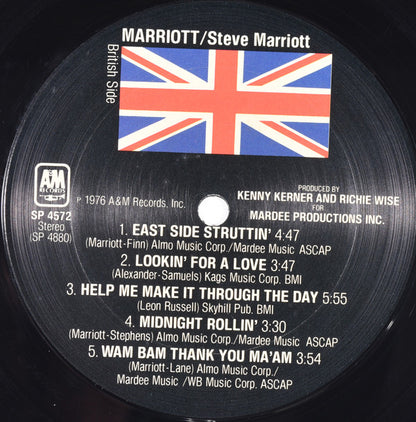 MARRIOTT/Steve Marriott
British Side
A&M
RECORDS
SP 4572
Stereo
(SP 4880)
℗ 1976 A&M Records, Inc.
PRODUCED BY
KENNY KERNER AND RICHIE WISE
FOR
MARDEE PRODUCTIONS INC.
1. EAST SIDE STRUTTIN' 4:47
(Marriott-Finn) Almo Music Corp./Mardee Music ASCAP
2. LOOKIN' FOR A LOVE 3:47
(Alexander-Samuels) Kags Music Corp. BMI
3. HELP ME MAKE IT THROUGH THE DAY 5:55
(Leon Russell) Skyhill Pub. BMI
4. MIDNIGHT ROLLIN' 3:30
(Marriott-Stephens) Almo Music Corp./Mardee Music ASCAP
5. WAM BAM THANK YOU MA'AM 3:54
(Marriott-Lane) Almo Music Corp./
Mardee Music /WB Music Corp. ASCAP